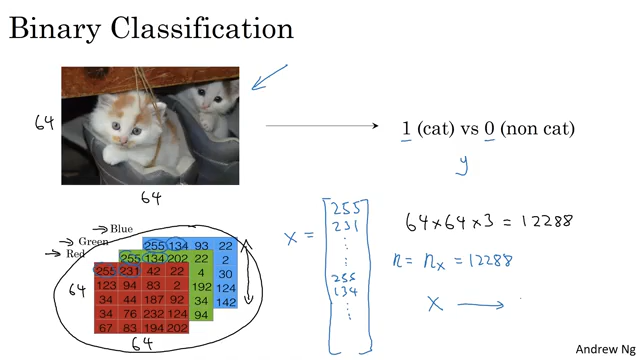 Binary Classification
64
64
1 (cat) vs 0 (non cat)
y
→ Blue
→ Green
→ Red
255 134 93 22
255 134 202 22 2
255 231 42 22 4 30
123 94 83 2 192 124
34 44 187 92 34 142
34 76 232 124 94
67 83 194 202
64
64
x = 255
231
⋮
⋮
255
134
⋮
64×64×3 = 12288
n = nₓ = 12288
x ⟶
Andrew Ng